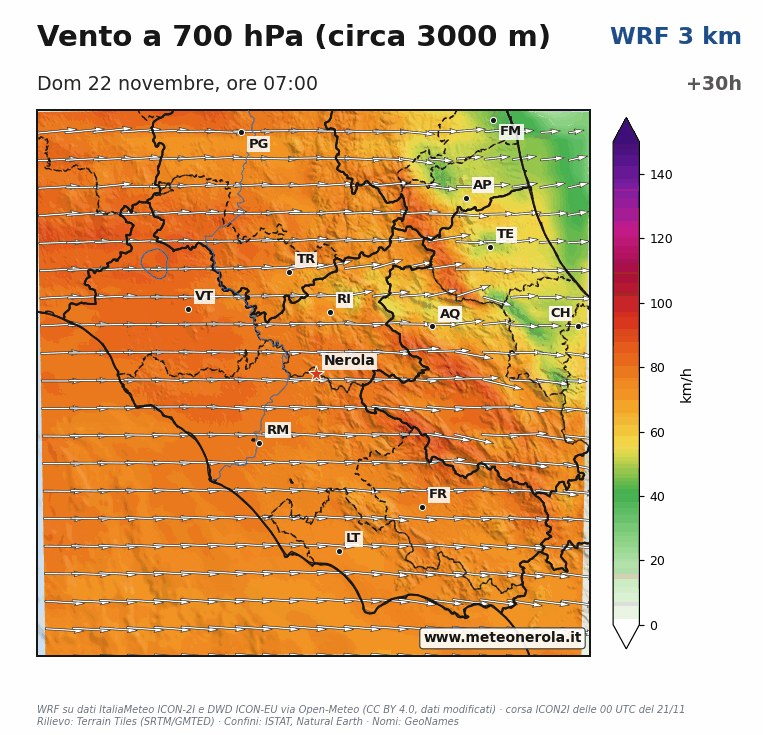 Vento a 700 hPa (circa 3000 m)
WRF 3 km
Dom 22 novembre, ore 07:00
+30h
FM
PG
AP
TE
TR
VT
RI
AQ
CH
Nerola
RM
FR
LT
www.meteonerola.it
140
120
100
80
60
40
20
0
km/h
WRF su dati ItaliaMeteo ICON-2I e DWD ICON-EU via Open-Meteo (CC BY 4.0, dati modificati) · corsa ICON2I delle 00 UTC del 21/11
Rilievo: Terrain Tiles (SRTM/GMTED) · Confini: ISTAT, Natural Earth · Nomi: GeoNames